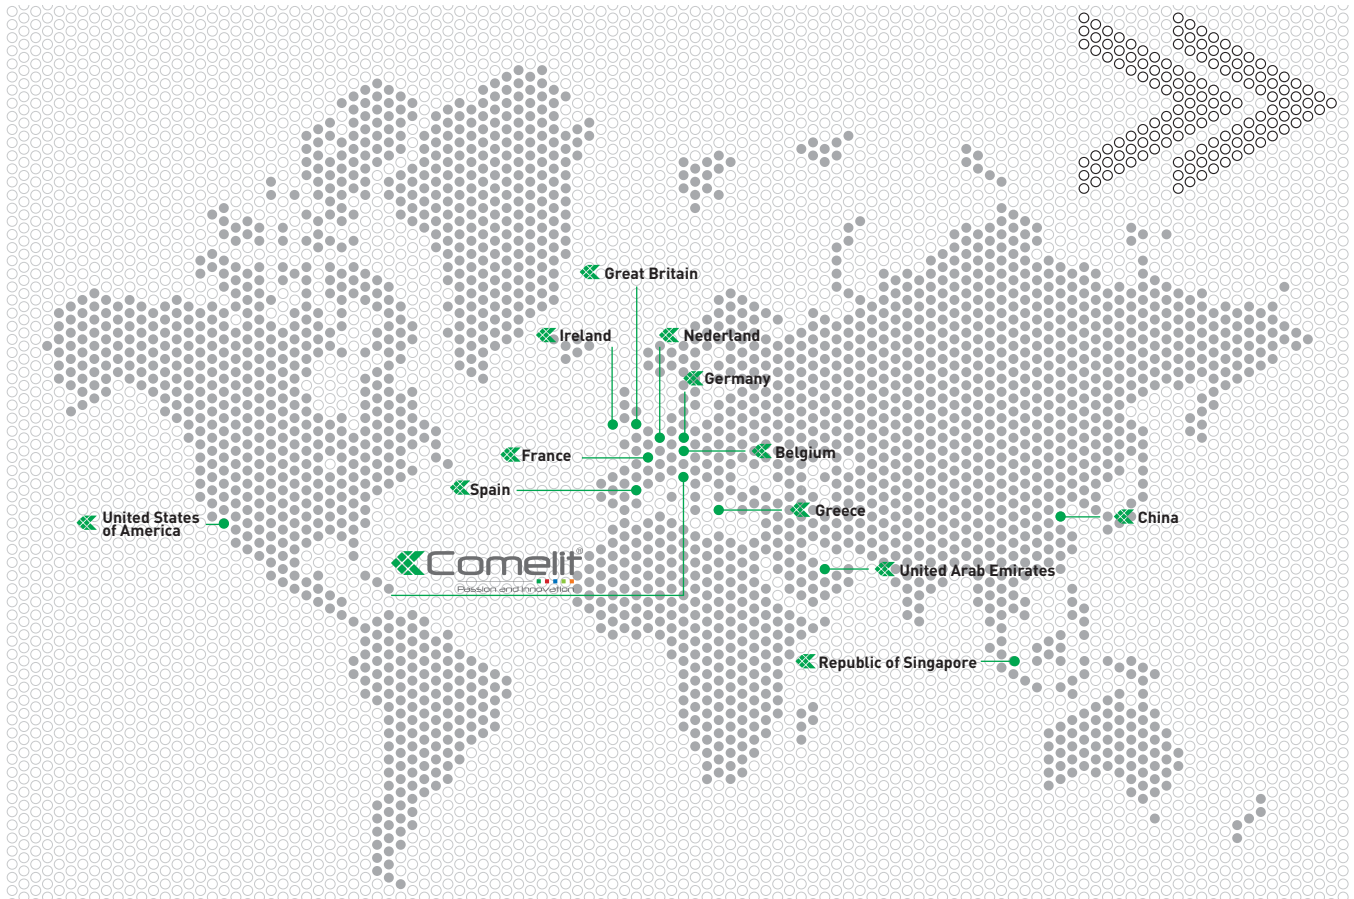 Great Britain
Ireland
Nederland
Germany
France
Belgium
Spain
Greece
United States
of America
China
Comelit®
Passion and Innovation
United Arab Emirates
Republic of Singapore